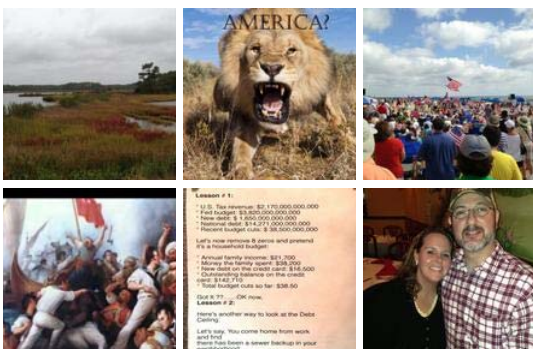 AMERICA?
Lesson # 1:
* U.S. Tax revenue: $2,170,000,000,000
* Fed budget: $3,820,000,000,000
* New debt: $ 1,650,000,000,000
* National debt: $14,271,000,000,000
* Recent budget cuts: $ 38,500,000,000
Let's now remove 8 zeros and pretend
it's a household budget:
* Annual family income: $21,700
* Money the family spent: $38,200
* New debt on the credit card: $16,500
* Outstanding balance on the credit
card: $142,710
* Total budget cuts so far: $38.50
Got it ?? ..... OK now,
Lesson # 2:
Here's another way to look at the Debt
Ceiling:
Let's say, You come home from work
and find
there has been a sewer backup in your
neighborhood